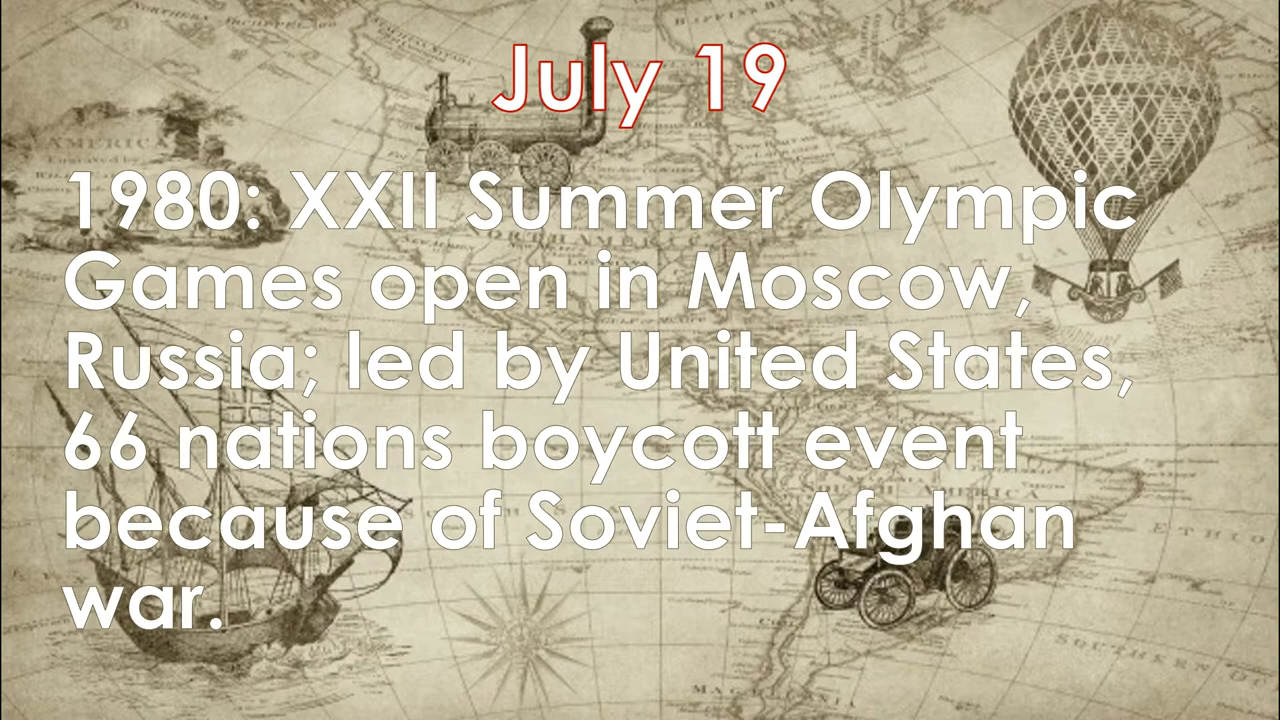 July 19
1980: XXII Summer Olympic
Games open in Moscow,
Russia; led by United States,
66 nations boycott event
because of Soviet-Afghan
war.